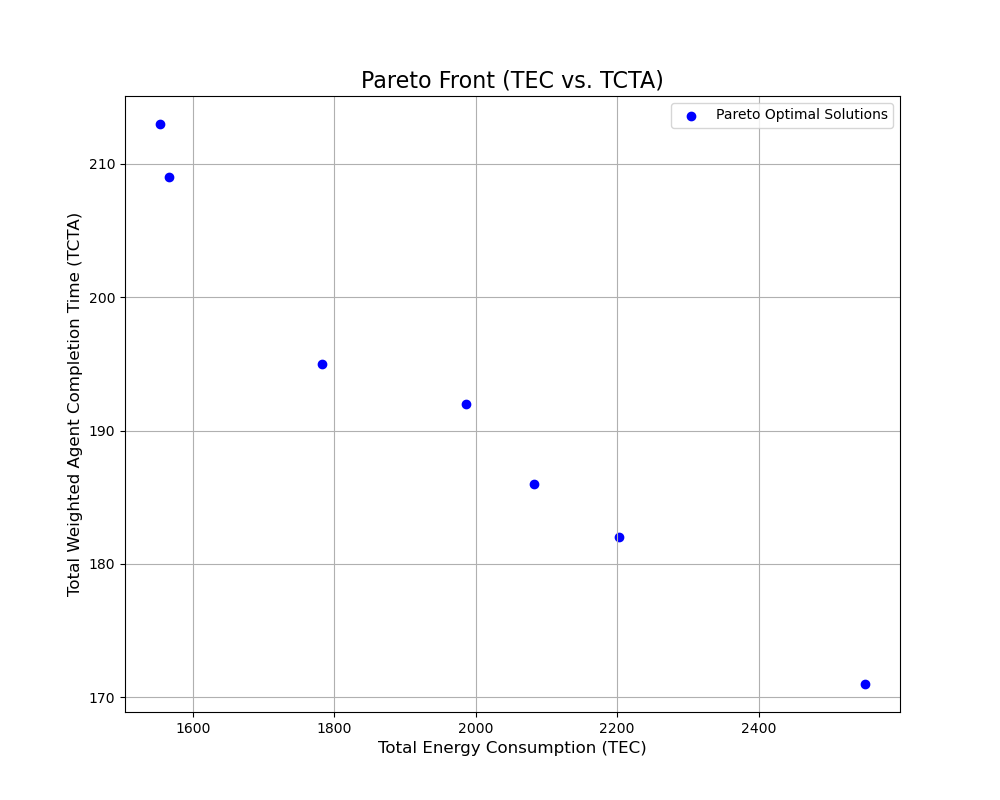 Pareto Front (TEC vs. TCTA)
Pareto Optimal Solutions
Total Weighted Agent Completion Time (TCTA)
210
200
190
180
170
1600 1800 2000 2200 2400
Total Energy Consumption (TEC)